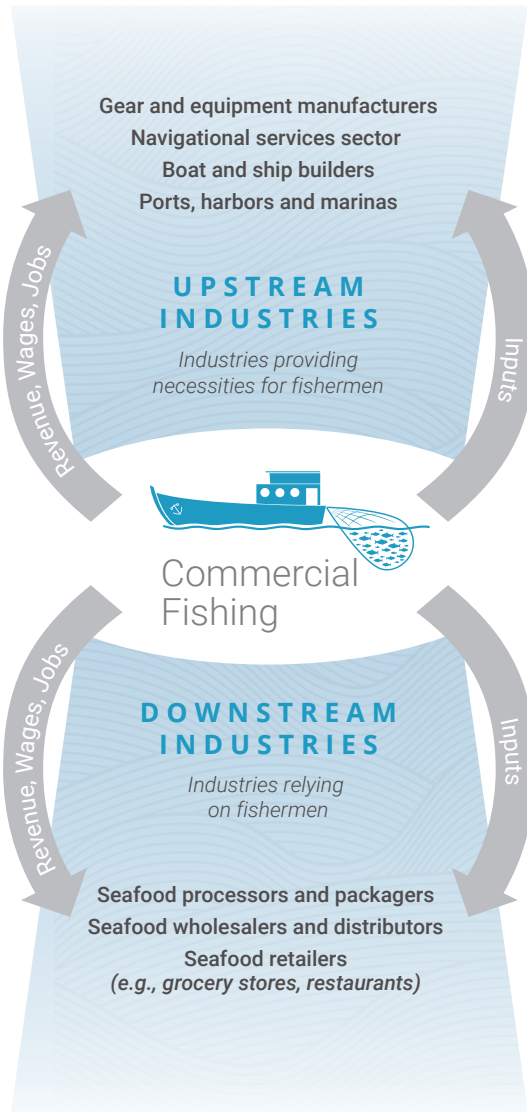 Gear and equipment manufacturers
Navigational services sector
Boat and ship builders
Ports, harbors and marinas
Revenue, Wages, Jobs
Inputs
UPSTREAM
INDUSTRIES
Industries providing
necessities for fishermen
Commercial
Fishing
Revenue, Wages, Jobs
Inputs
DOWNSTREAM
INDUSTRIES
Industries relying
on fishermen
Seafood processors and packagers
Seafood wholesalers and distributors
Seafood retailers
(e.g., grocery stores, restaurants)